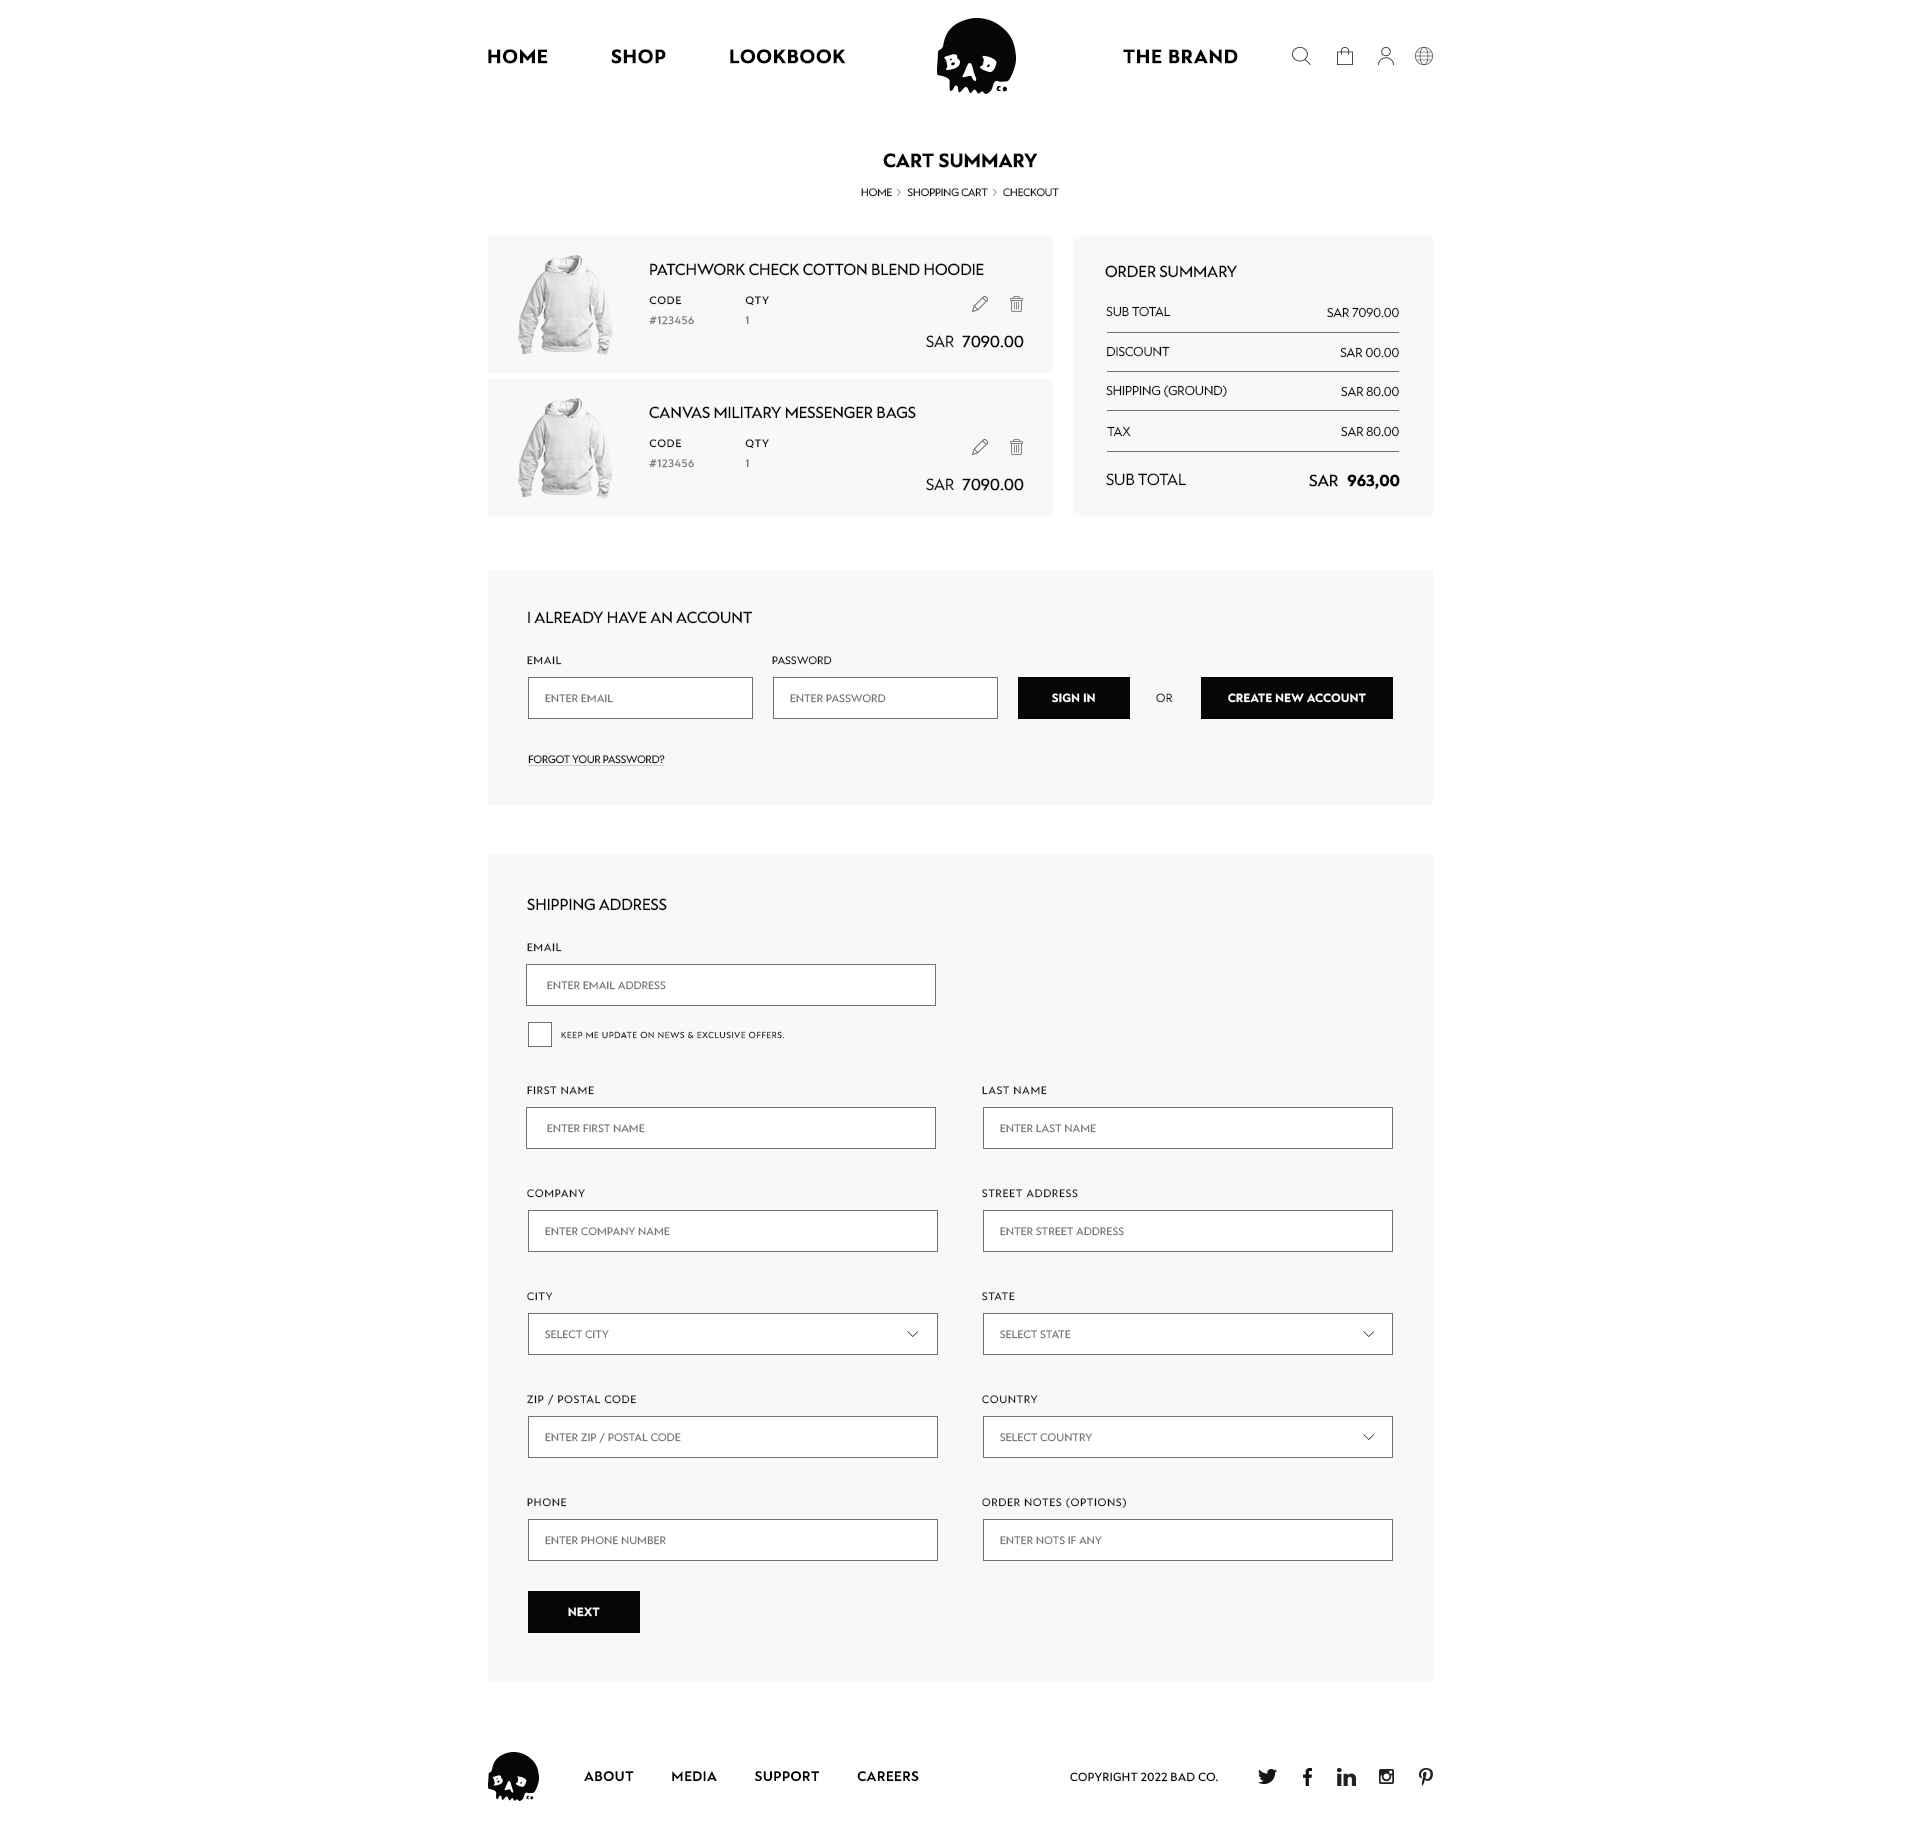 HOME SHOP LOOKBOOK BAD CO THE BRAND
CART SUMMARY
HOME > SHOPPING CART > CHECKOUT
PATCHWORK CHECK COTTON BLEND HOODIE
CODE QTY
#123456 1
SAR 7090.00
CANVAS MILITARY MESSENGER BAGS
CODE QTY
#123456 1
SAR 7090.00
ORDER SUMMARY
SUB TOTAL SAR 7090.00
DISCOUNT SAR 00.00
SHIPPING (GROUND) SAR 80.00
TAX SAR 80.00
SUB TOTAL SAR 963,00
I ALREADY HAVE AN ACCOUNT
EMAIL PASSWORD
ENTER EMAIL ENTER PASSWORD SIGN IN OR CREATE NEW ACCOUNT
FORGOT YOUR PASSWORD?
SHIPPING ADDRESS
EMAIL
ENTER EMAIL ADDRESS
KEEP ME UPDATE ON NEWS & EXCLUSIVE OFFERS.
FIRST NAME LAST NAME
ENTER FIRST NAME ENTER LAST NAME
COMPANY STREET ADDRESS
ENTER COMPANY NAME ENTER STREET ADDRESS
CITY STATE
SELECT CITY SELECT STATE
ZIP / POSTAL CODE COUNTRY
ENTER ZIP / POSTAL CODE SELECT COUNTRY
PHONE ORDER NOTES (OPTIONS)
ENTER PHONE NUMBER ENTER NOTS IF ANY
NEXT
BAD CO ABOUT MEDIA SUPPORT CAREERS COPYRIGHT 2022 BAD CO.